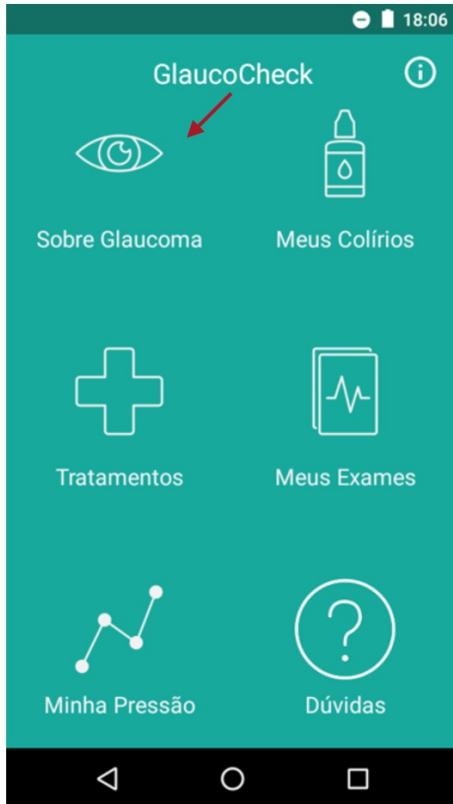 18:06
GlaucoCheck
Sobre Glaucoma
Meus Colírios
Tratamentos
Meus Exames
Minha Pressão
Dúvidas